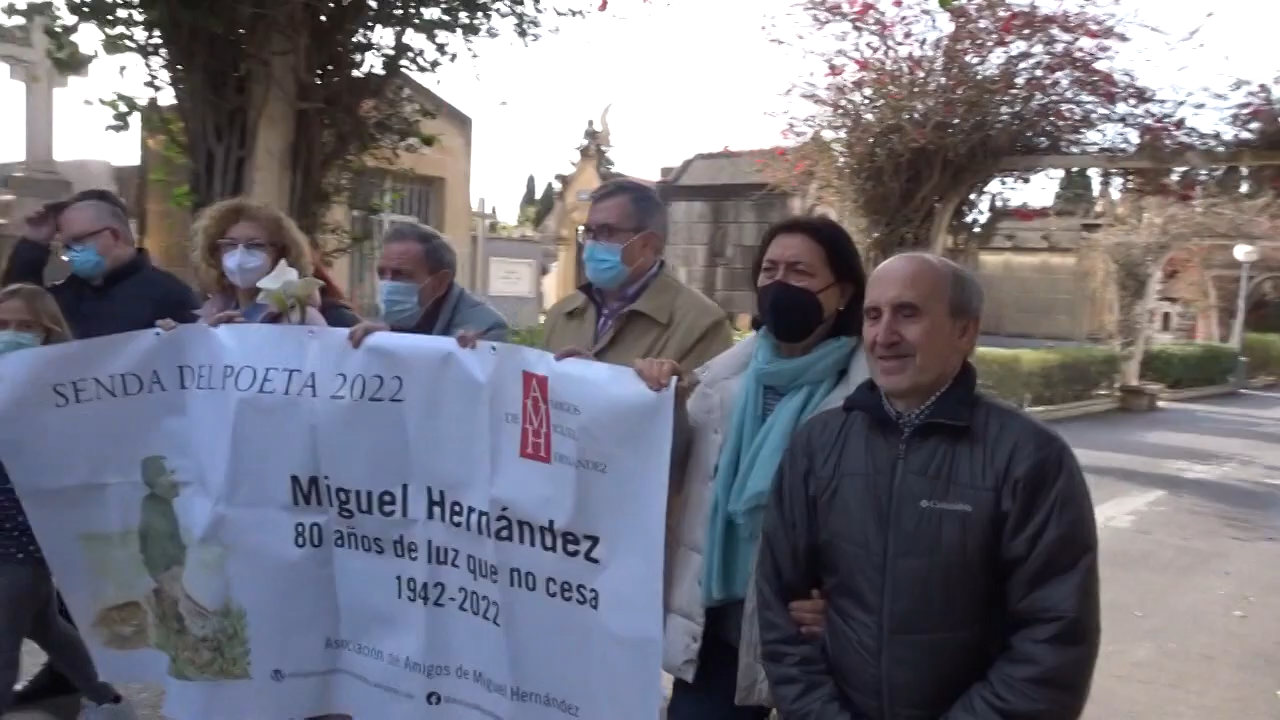 SENDA DEL POETA 2022
AMH
AMIGOS
DE MIGUEL
HERNÁNDEZ
Miguel Hernández
80 años de luz que no cesa
1942-2022
Asociación de Amigos de Miguel Hernández
Columbia